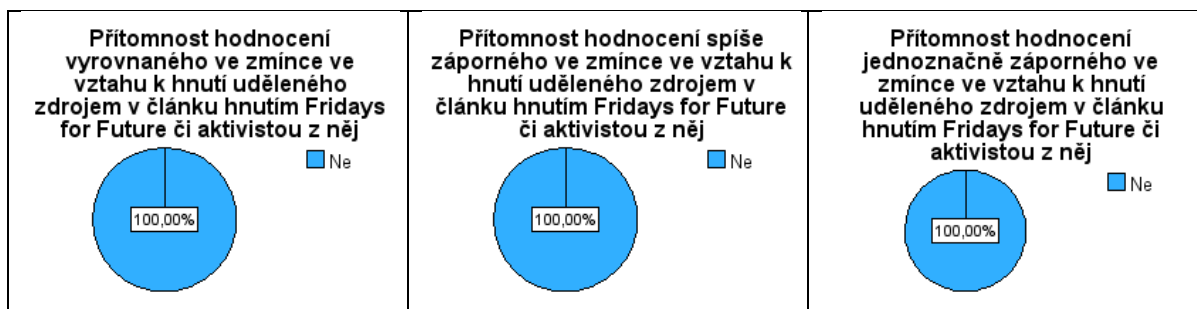 Přítomnost hodnocení
vyrovnaného ve zmínce ve
vztahu k hnutí uděleného
zdrojem v článku hnutím Fridays
for Future či aktivistou z něj
Ne
100,00%
Přítomnost hodnocení spíše
záporného ve zmínce ve vztahu k
hnutí uděleného zdrojem v
článku hnutím Fridays for Future
či aktivistou z něj
Ne
100,00%
Přítomnost hodnocení
jednoznačně záporného ve
zmínce ve vztahu k hnutí
uděleného zdrojem v článku
hnutím Fridays for Future či
aktivistou z něj
Ne
100,00%